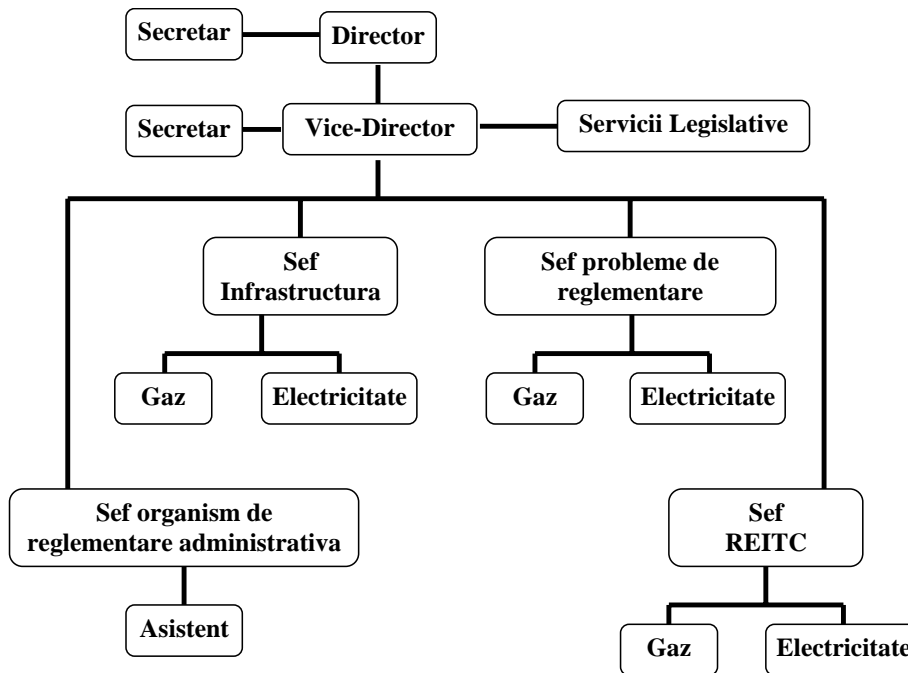 Secretar
Director
Secretar
Vice-Director
Servicii Legislative
Sef
Infrastructura
Sef probleme de
reglementare
Gaz
Electricitate
Gaz
Electricitate
Sef organism de
reglementare administrativa
Sef
REITC
Asistent
Gaz
Electricitate